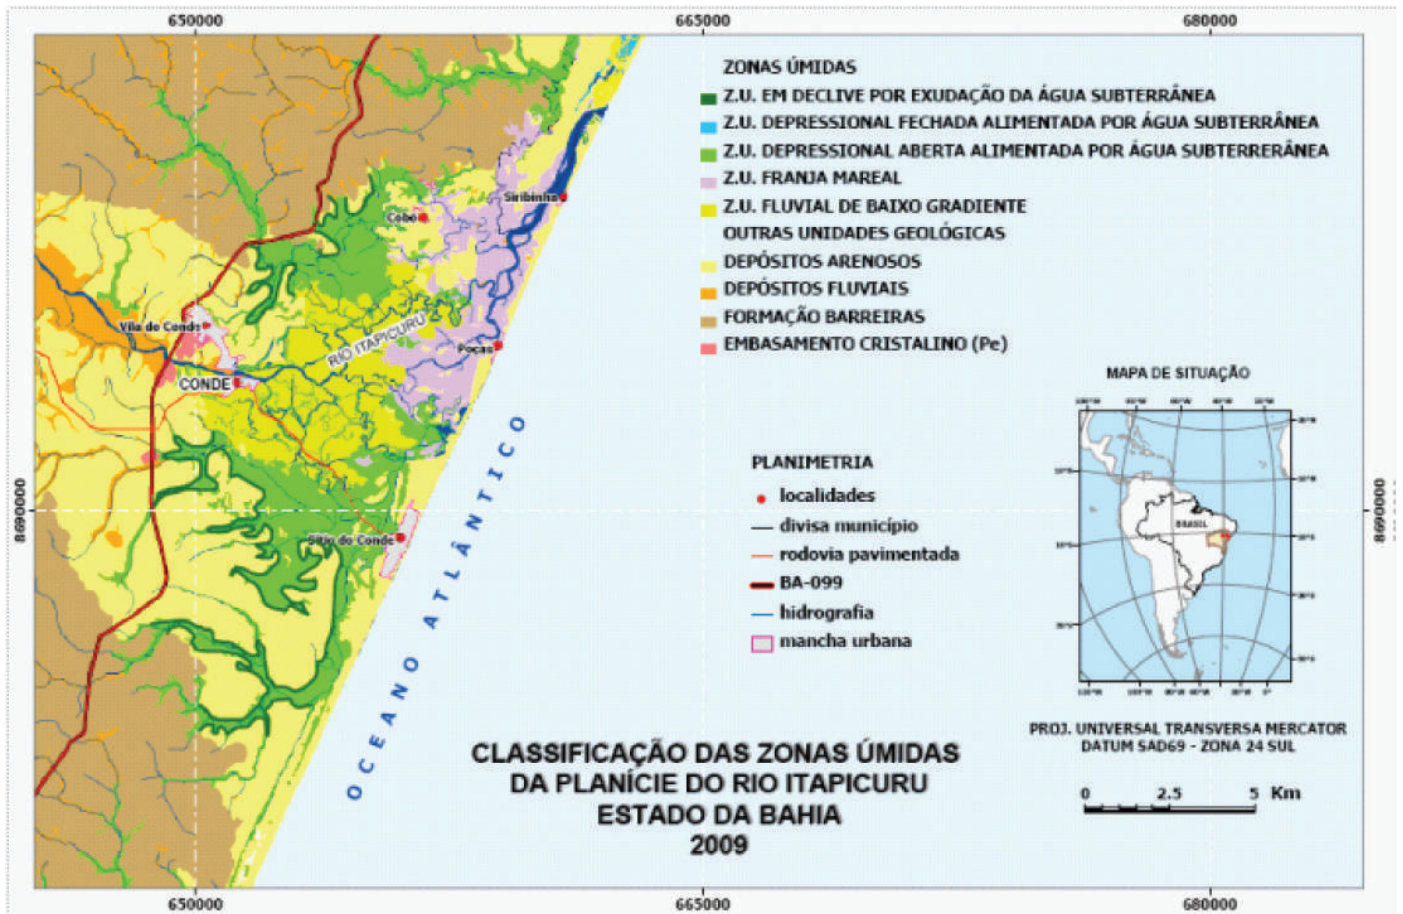 650000
665000
680000
ZONAS ÚMIDAS
Z.U. EM DECLIVE POR EXUDAÇÃO DA ÁGUA SUBTERRÂNEA
Z.U. DEPRESSIONAL FECHADA ALIMENTADA POR ÁGUA SUBTERRÂNEA
Z.U. DEPRESSIONAL ABERTA ALIMENTADA POR ÁGUA SUBTERRERÂNEA
Z.U. FRANJA MAREAL
Z.U. FLUVIAL DE BAIXO GRADIENTE
OUTRAS UNIDADES GEOLÓGICAS
DEPÓSITOS ARENOSOS
DEPÓSITOS FLUVIAIS
FORMAÇÃO BARREIRAS
EMBASAMENTO CRISTALINO (Pe)
Siribinha
Cobó
Vila do Conde
RIO ITAPICURU
Poças
CONDE
Sítio do Conde
OCEANO ATLÂNTICO
8690000
8690000
PLANIMETRIA
localidades
divisa município
rodovia pavimentada
BA-099
hidrografia
mancha urbana
MAPA DE SITUAÇÃO
BRASIL
PROJ. UNIVERSAL TRANSVERSA MERCATOR
DATUM SAD69 - ZONA 24 SUL
0 2.5 5 Km
CLASSIFICAÇÃO DAS ZONAS ÚMIDAS
DA PLANÍCIE DO RIO ITAPICURU
ESTADO DA BAHIA
2009
650000
665000
680000